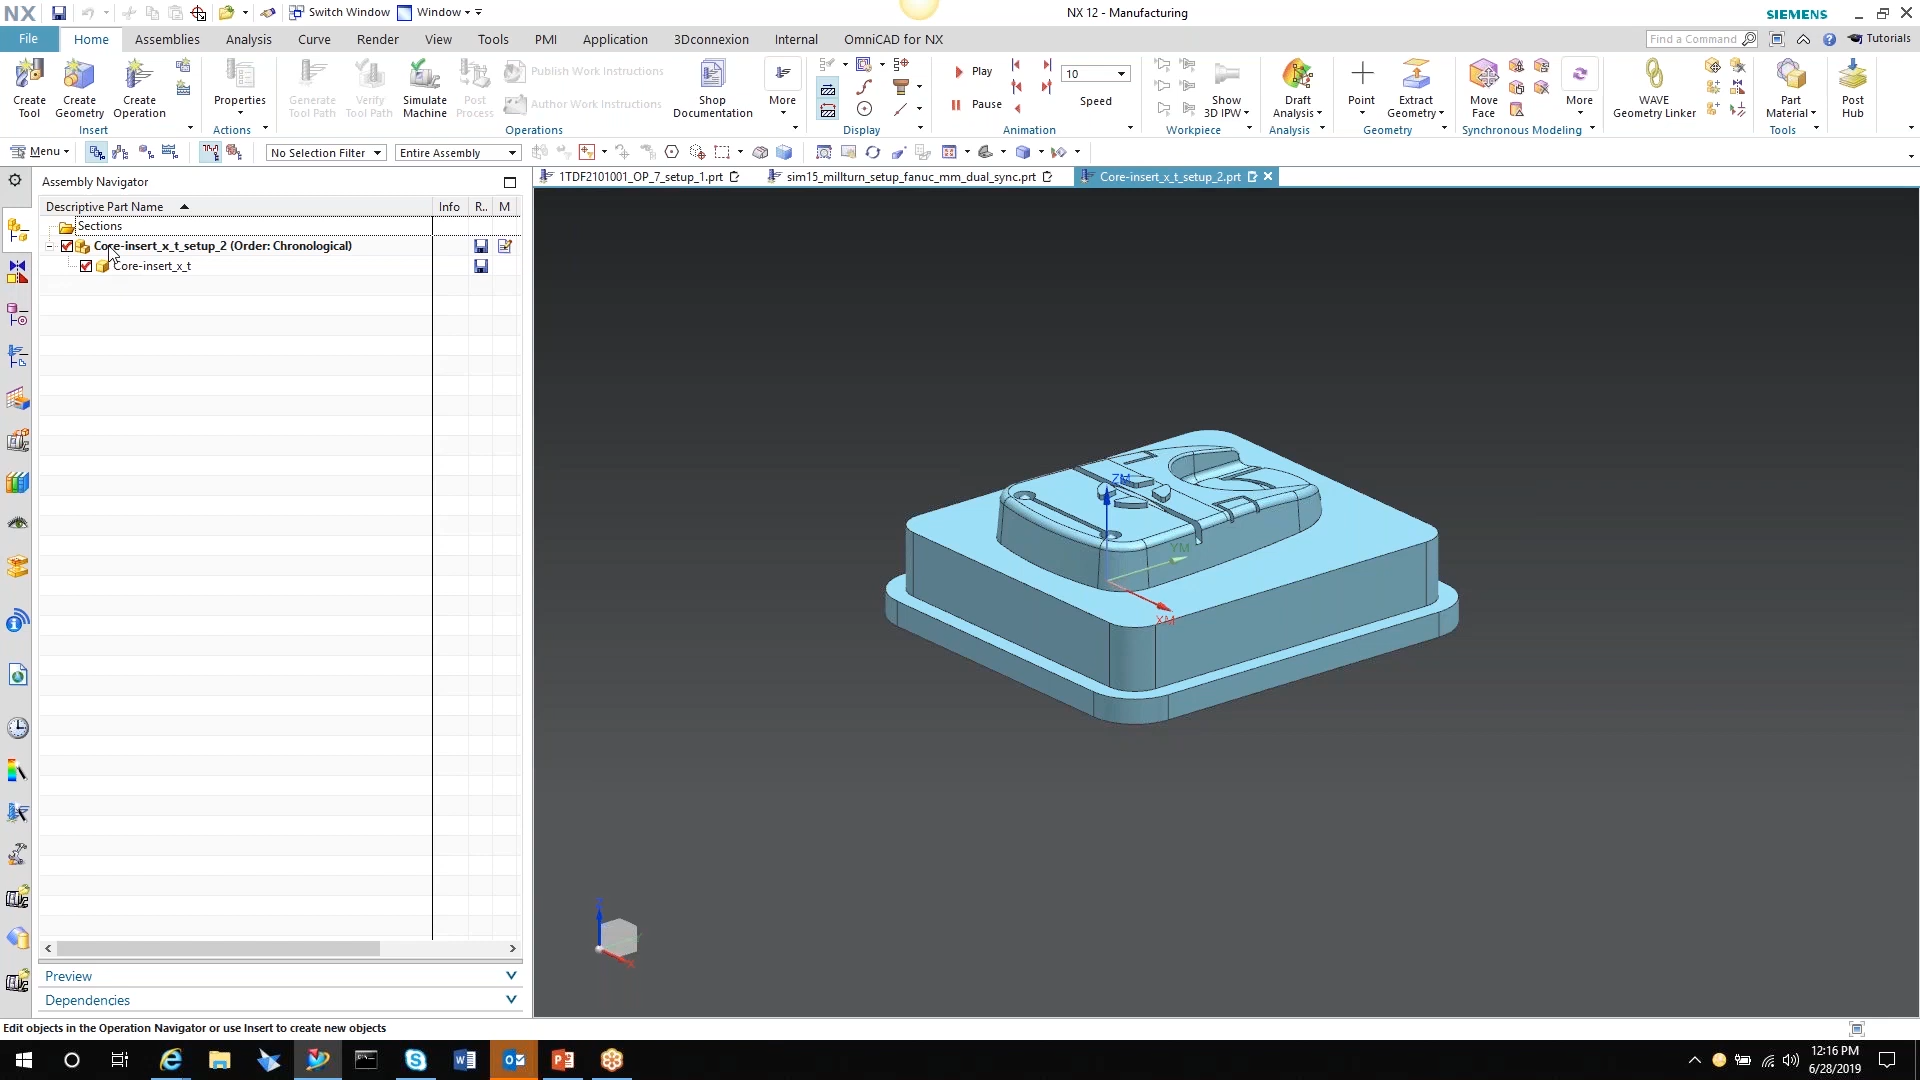 NX
Switch Window
Window
NX 12 - Manufacturing
SIEMENS
File
Home
Assemblies
Analysis
Curve
Render
View
Tools
PMI
Application
3Dconnexion
Internal
OmniCAD for NX
Find a Command
Tutorials
Create Tool
Create Geometry
Create Operation
Insert
Properties
Actions
Generate Tool Path
Verify Tool Path
Simulate Machine
Post Process
Publish Work Instructions
Author Work Instructions
Shop Documentation
More
Operations
Display
Play
Pause
10
Speed
Animation
Show 3D IPW
Workpiece
Draft Analysis
Analysis
Point
Extract Geometry
Geometry
Move Face
More
Synchronous Modeling
WAVE Geometry Linker
Part Material
Tools
Post Hub
Menu
No Selection Filter
Entire Assembly
Assembly Navigator
1TDF2101001_OP_7_setup_1.prt
sim15_millturn_setup_fanuc_mm_dual_sync.prt
Core-insert_x_t_setup_2.prt
Descriptive Part Name
Info
R..
M
Sections
Core-insert_x_t_setup_2 (Order: Chronological)
Core-insert_x_t
ZM
YM
XM
Z
X
Preview
Dependencies
Edit objects in the Operation Navigator or use Insert to create new objects
12:16 PM
6/28/2019